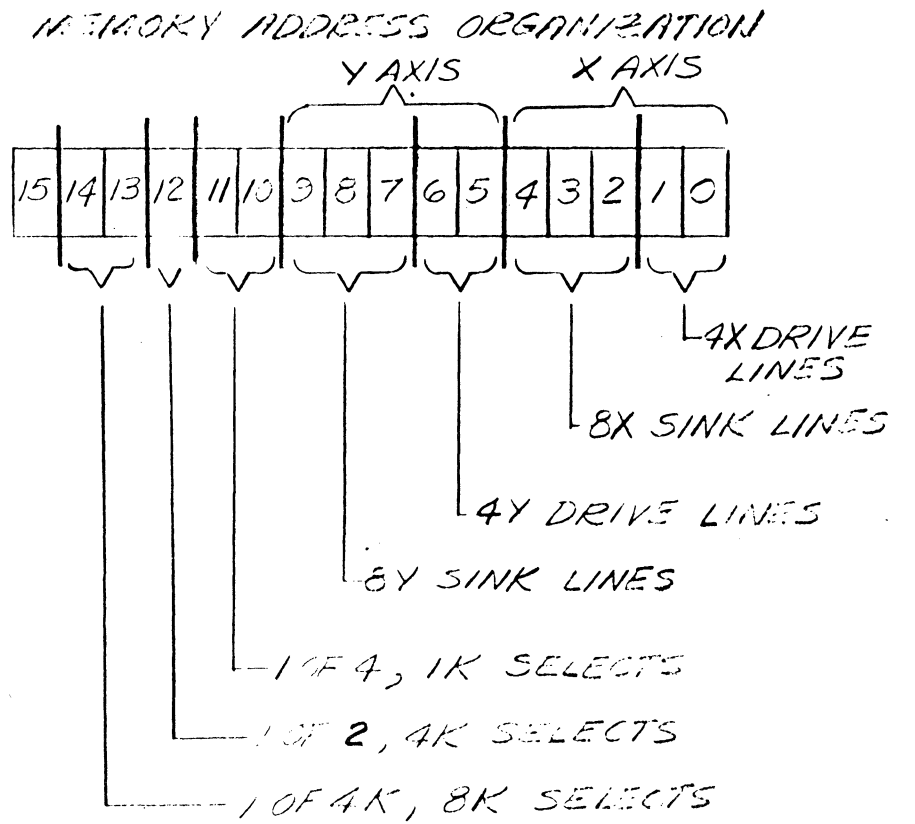 MEMORY ADDRESS ORGANIZATION
Y AXIS X AXIS
15 14 13 12 11 10 9 8 7 6 5 4 3 2 1 0
4X DRIVE
LINES
8X SINK LINES
4Y DRIVE LINES
8Y SINK LINES
1 OF 4, 1K SELECTS
1 OF 2, 4K SELECTS
1 OF 4K, 8K SELECTS